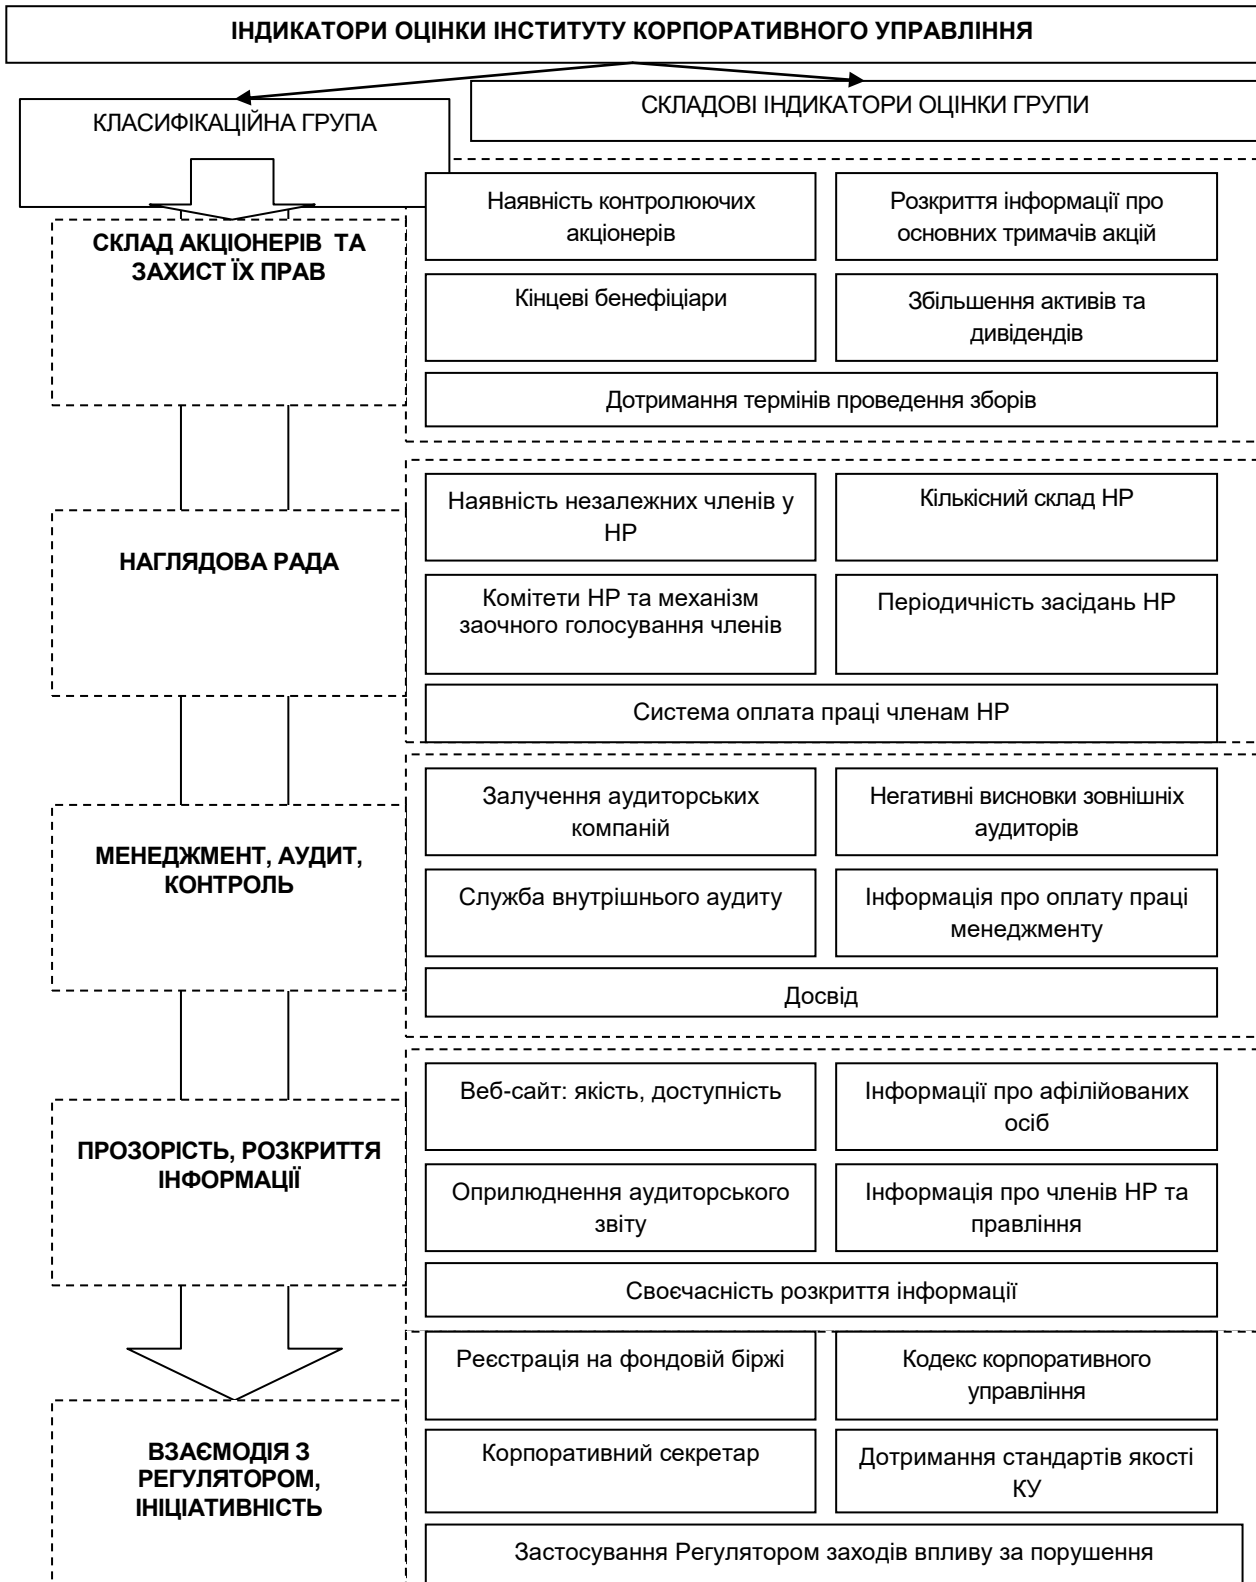 ІНДИКАТОРИ ОЦІНКИ ІНСТИТУТУ КОРПОРАТИВНОГО УПРАВЛІННЯ
КЛАСИФІКАЦІЙНА ГРУПА
СКЛАДОВІ ІНДИКАТОРИ ОЦІНКИ ГРУПИ
СКЛАД АКЦІОНЕРІВ ТА
ЗАХИСТ ЇХ ПРАВ
Наявність контролюючих
акціонерів
Розкриття інформації про
основних тримачів акцій
Кінцеві бенефіціари
Збільшення активів та
дивідендів
Дотримання термінів проведення зборів
НАГЛЯДОВА РАДА
Наявність незалежних членів у
НР
Кількісний склад НР
Комітети НР та механізм
заочного голосування членів
Періодичність засідань НР
Система оплата праці членам НР
МЕНЕДЖМЕНТ, АУДИТ,
КОНТРОЛЬ
Залучення аудиторських
компаній
Негативні висновки зовнішніх
аудиторів
Служба внутрішнього аудиту
Інформація про оплату праці
менеджменту
Досвід
ПРОЗОРІСТЬ, РОЗКРИТТЯ
ІНФОРМАЦІЇ
Веб-сайт: якість, доступність
Інформації про афілійованих
осіб
Оприлюднення аудиторського
звіту
Інформація про членів НР та
правління
Своєчасність розкриття інформації
ВЗАЄМОДІЯ З
РЕГУЛЯТОРОМ,
ІНІЦІАТИВНІСТЬ
Реєстрація на фондовій біржі
Кодекс корпоративного
управління
Корпоративний секретар
Дотримання стандартів якості
КУ
Застосування Регулятором заходів впливу за порушення